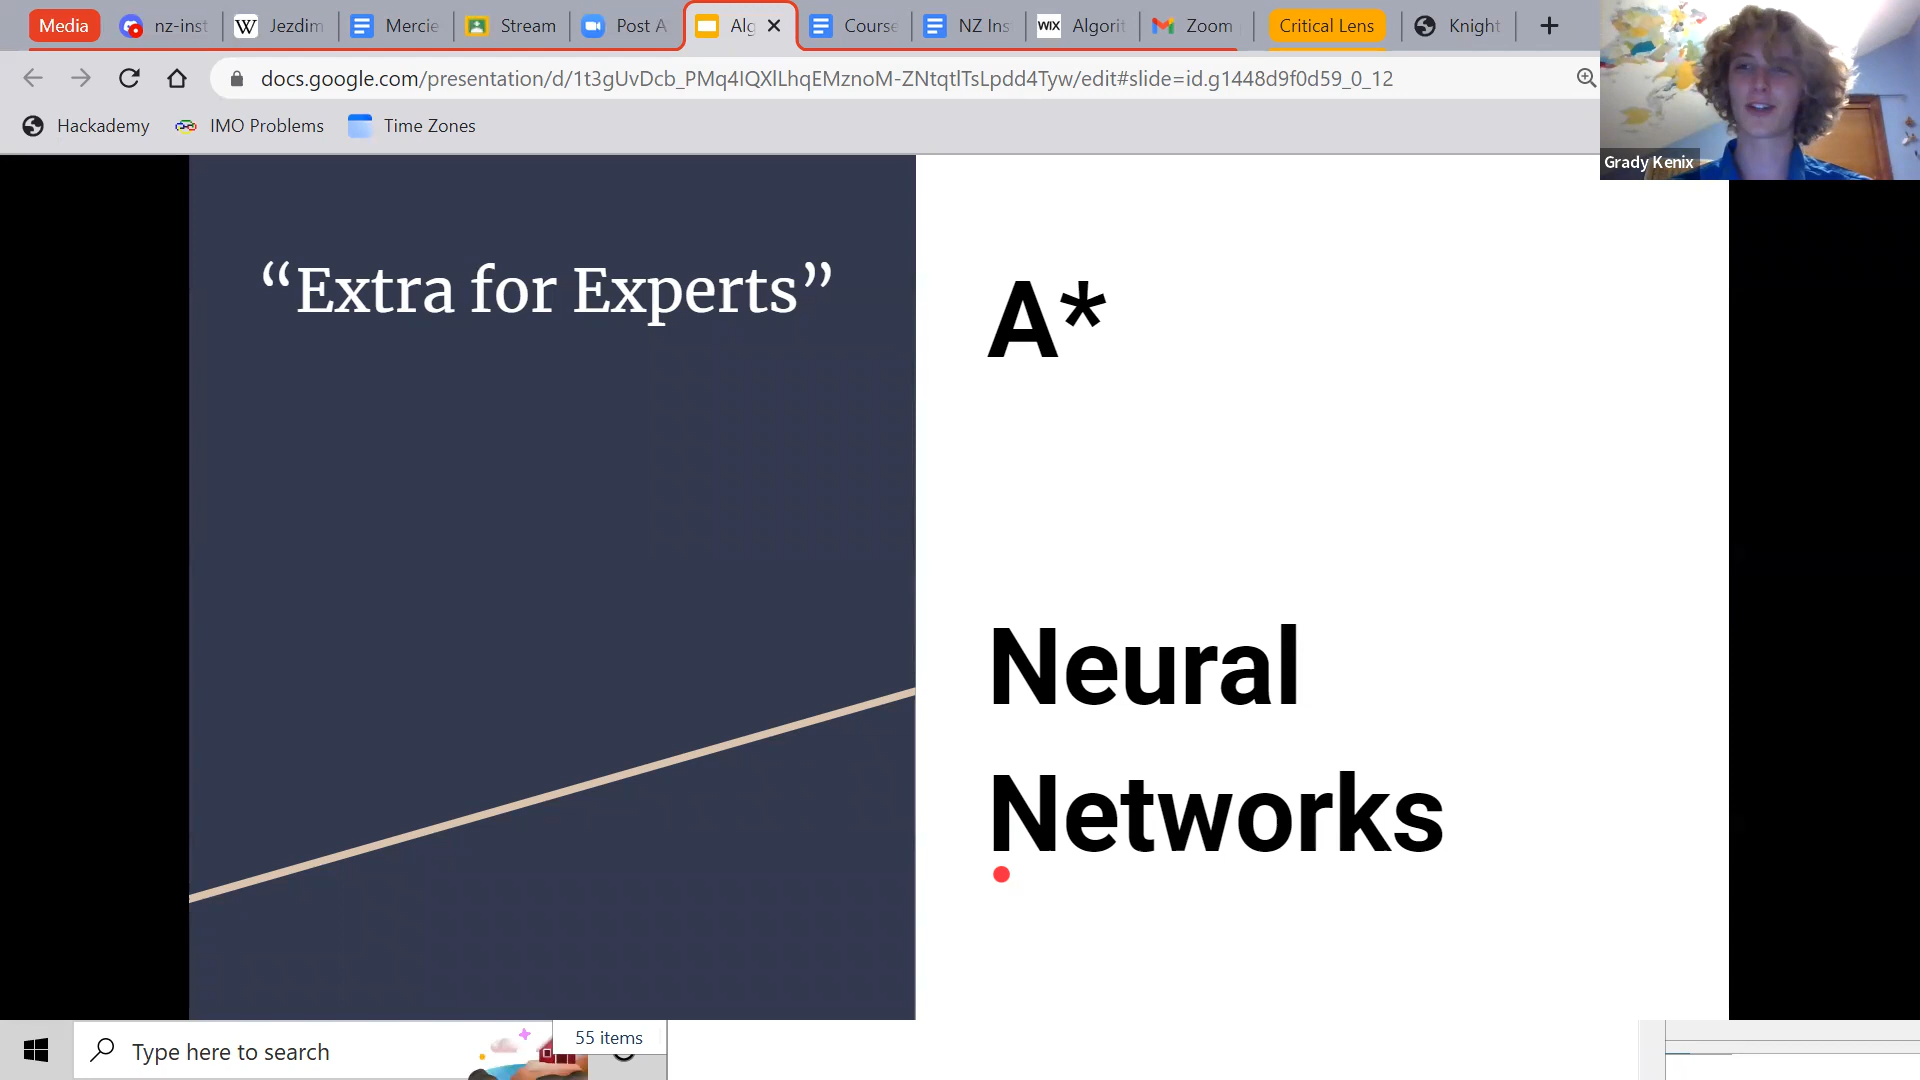 Media
nz-inst
Jezdim
Mercie
Stream
Post A
Alg
Course
NZ Ins
WIX Algorit
Zoom
Critical Lens
Knight
docs.google.com/presentation/d/1t3gUvDcb_PMq4IQXlLhqEMznoM-ZNtqtlTsLpdd4Tyw/edit#slide=id.g1448d9f0d59_0_12
Hackademy
IMO Problems
Time Zones
Grady Kenix
“Extra for Experts”
A*
Neural
Networks
Type here to search
55 items